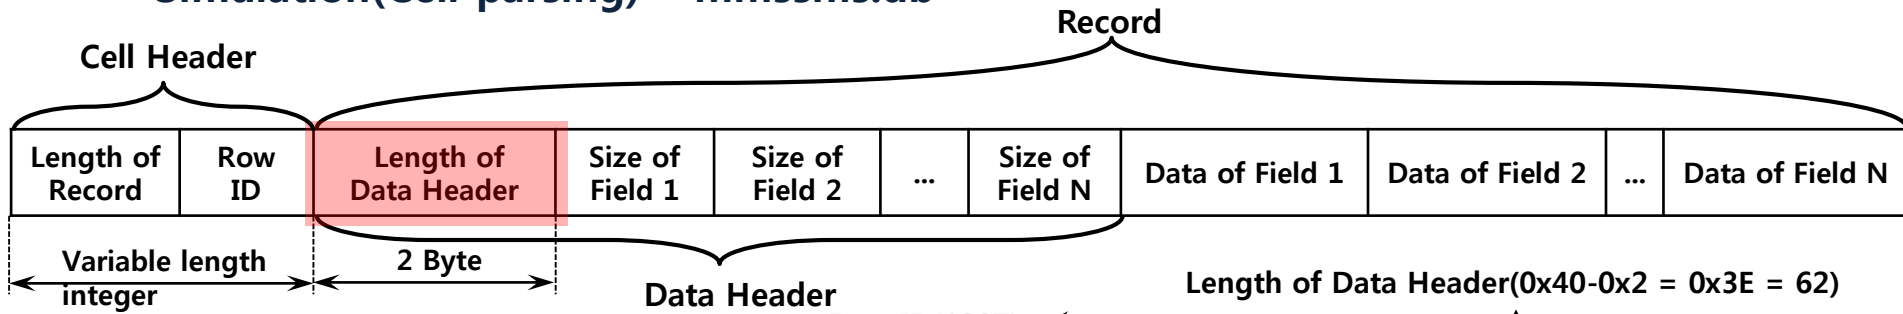 Record
Cell Header
Length of Record
Row ID
Length of Data Header
Size of Field 1
Size of Field 2
...
Size of Field N
Data of Field 1
Data of Field 2
...
Data of Field N
Variable length integer
2 Byte
Data Header
Length of Data Header(0x40-0x2 = 0x3E = 62)